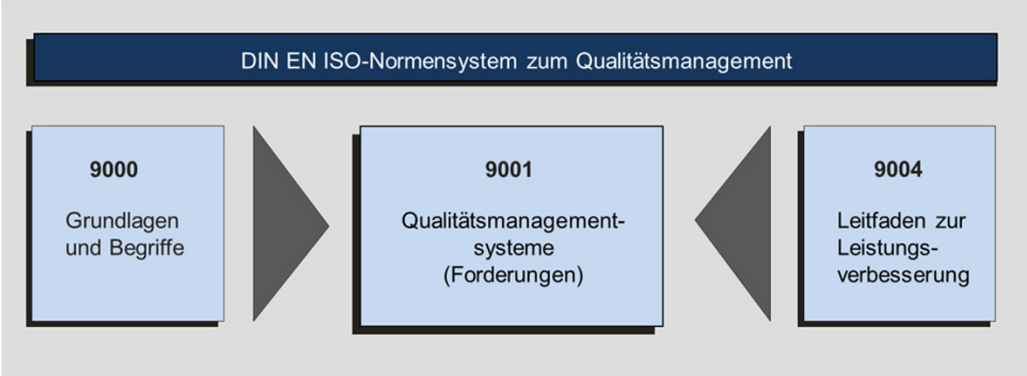 DIN EN ISO-Normensystem zum Qualitätsmanagement
9000
Grundlagen
und Begriffe
9001
Qualitätsmanagement-
systeme
(Forderungen)
9004
Leitfaden zur
Leistungs-
verbesserung